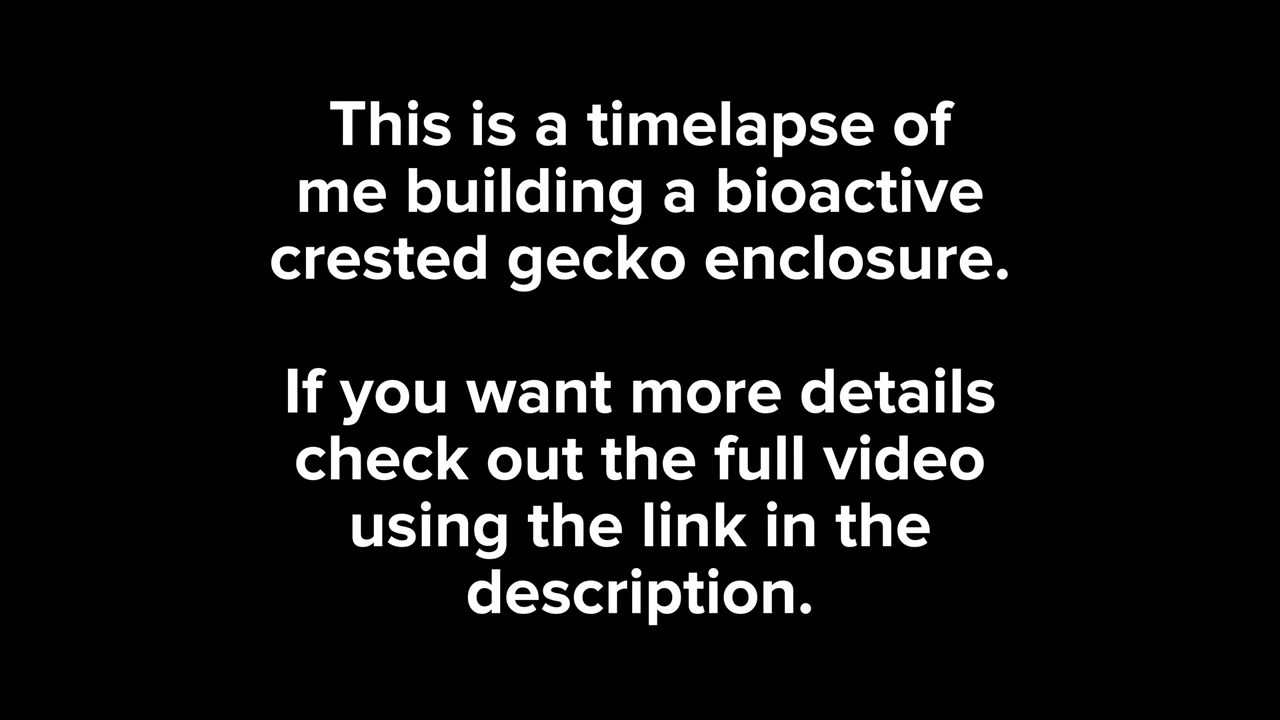 This is a timelapse of
me building a bioactive
crested gecko enclosure.
If you want more details
check out the full video
using the link in the
description.